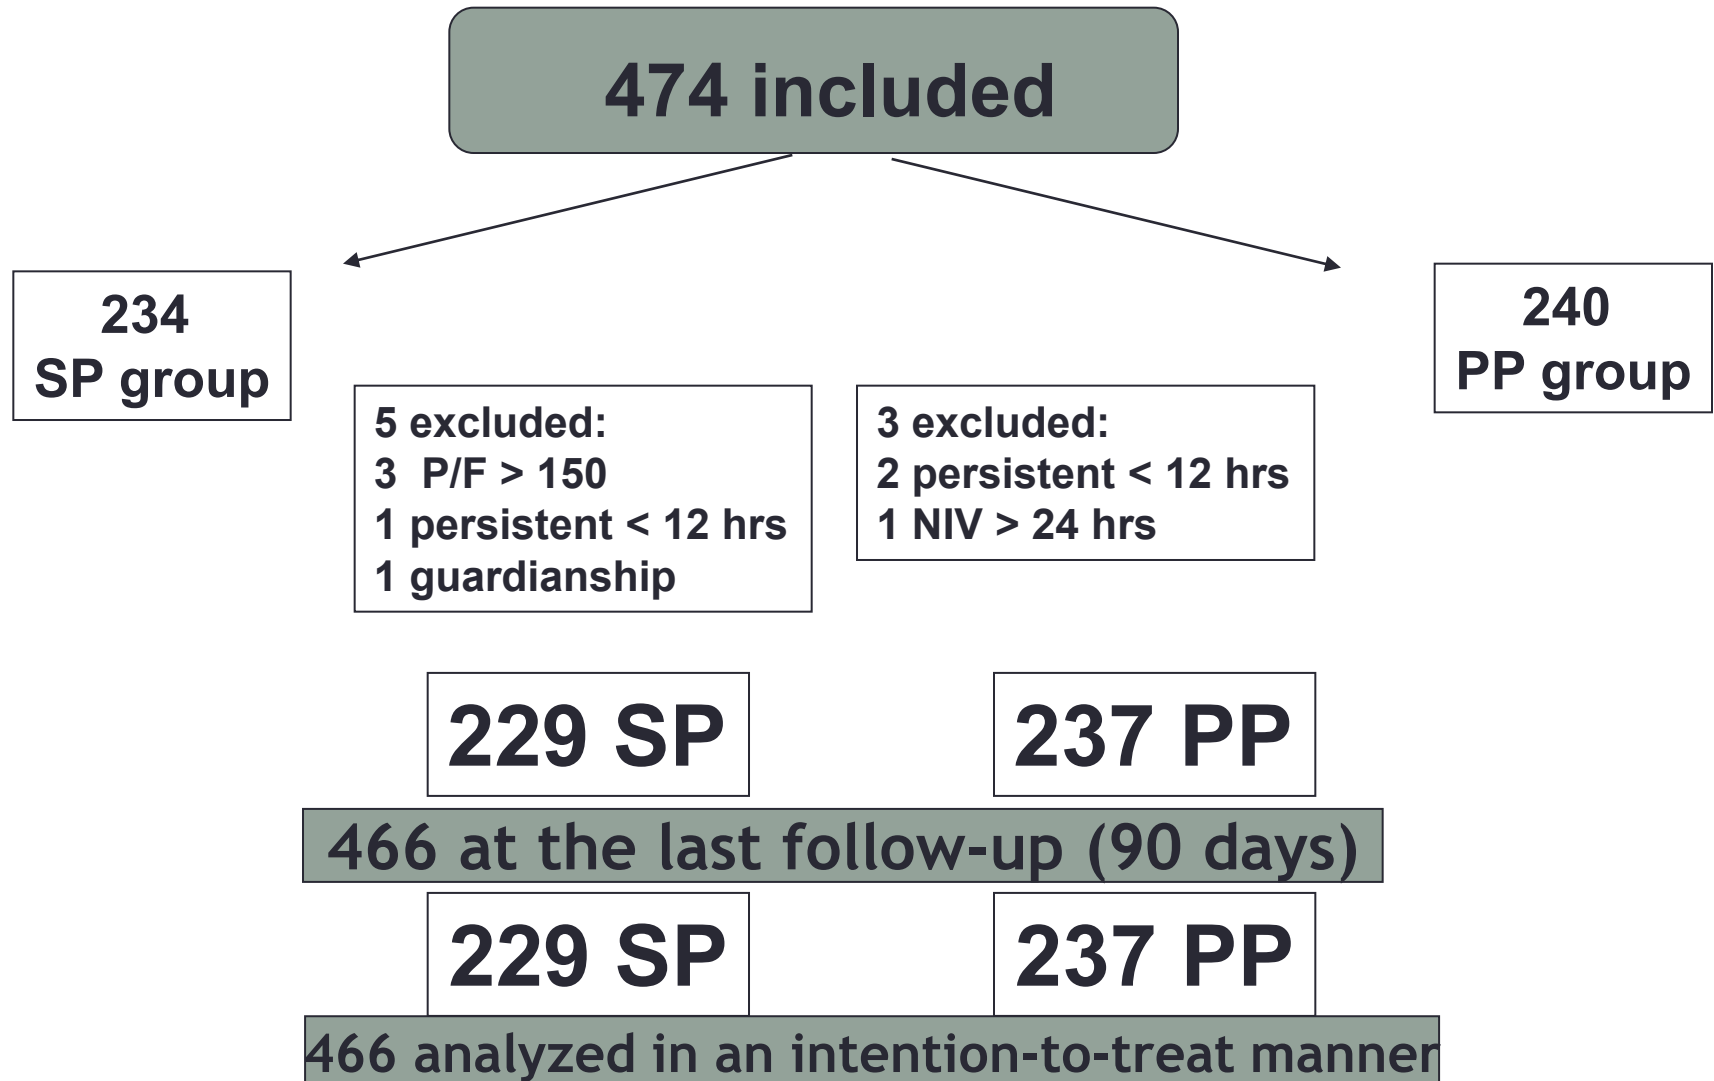 474 included
234
SP group
240
PP group
5 excluded:
3 P/F > 150
1 persistent < 12 hrs
1 guardianship
3 excluded:
2 persistent < 12 hrs
1 NIV > 24 hrs
229 SP
237 PP
466 at the last follow-up (90 days)
229 SP
237 PP
466 analyzed in an intention-to-treat manner